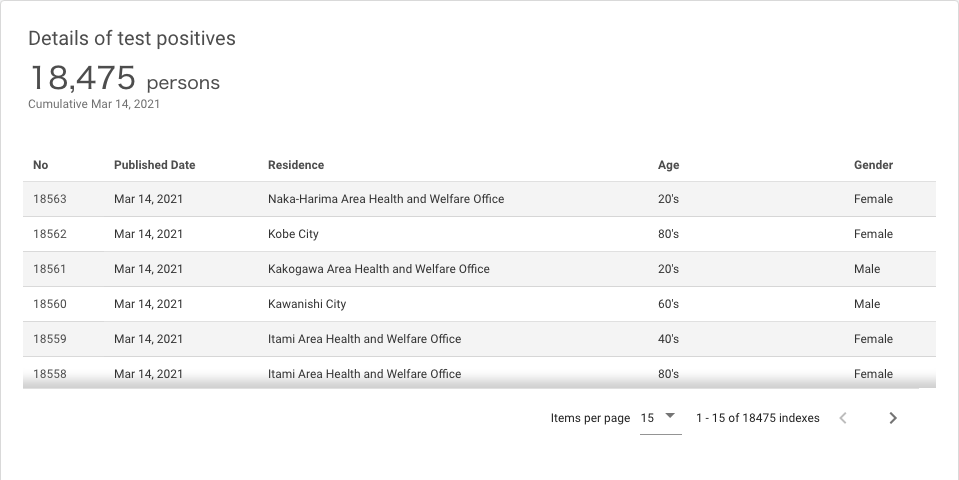 Details of test positives
18,475 persons
Cumulative Mar 14, 2021
No Published Date Residence Age Gender
18563 Mar 14, 2021 Naka-Harima Area Health and Welfare Office 20's Female
18562 Mar 14, 2021 Kobe City 80's Female
18561 Mar 14, 2021 Kakogawa Area Health and Welfare Office 20's Male
18560 Mar 14, 2021 Kawanishi City 60's Male
18559 Mar 14, 2021 Itami Area Health and Welfare Office 40's Female
18558 Mar 14, 2021 Itami Area Health and Welfare Office 80's Female
Items per page 15 1 - 15 of 18475 indexes